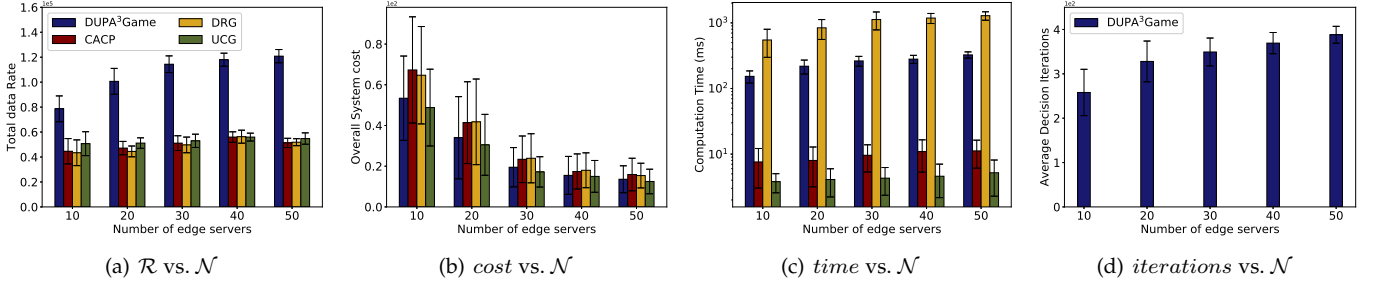 1e5
Total data Rate
1.6
1.4
1.2
1.0
0.8
0.6
0.4
0.2
0.0
DUPA³Game
CACP
DRG
UCG
10 20 30 40 50
Number of edge servers
(a) R vs. N
1e2
Overall System cost
0.8
0.6
0.4
0.2
0.0
10 20 30 40 50
Number of edge servers
(b) cost vs. N
Computation Time (ms)
10³
10²
10¹
10 20 30 40 50
Number of edge servers
(c) time vs. N
1e2
Average Decision Iterations
4
3
2
1
0
DUPA³Game
10 20 30 40 50
Number of edge servers
(d) iterations vs. N